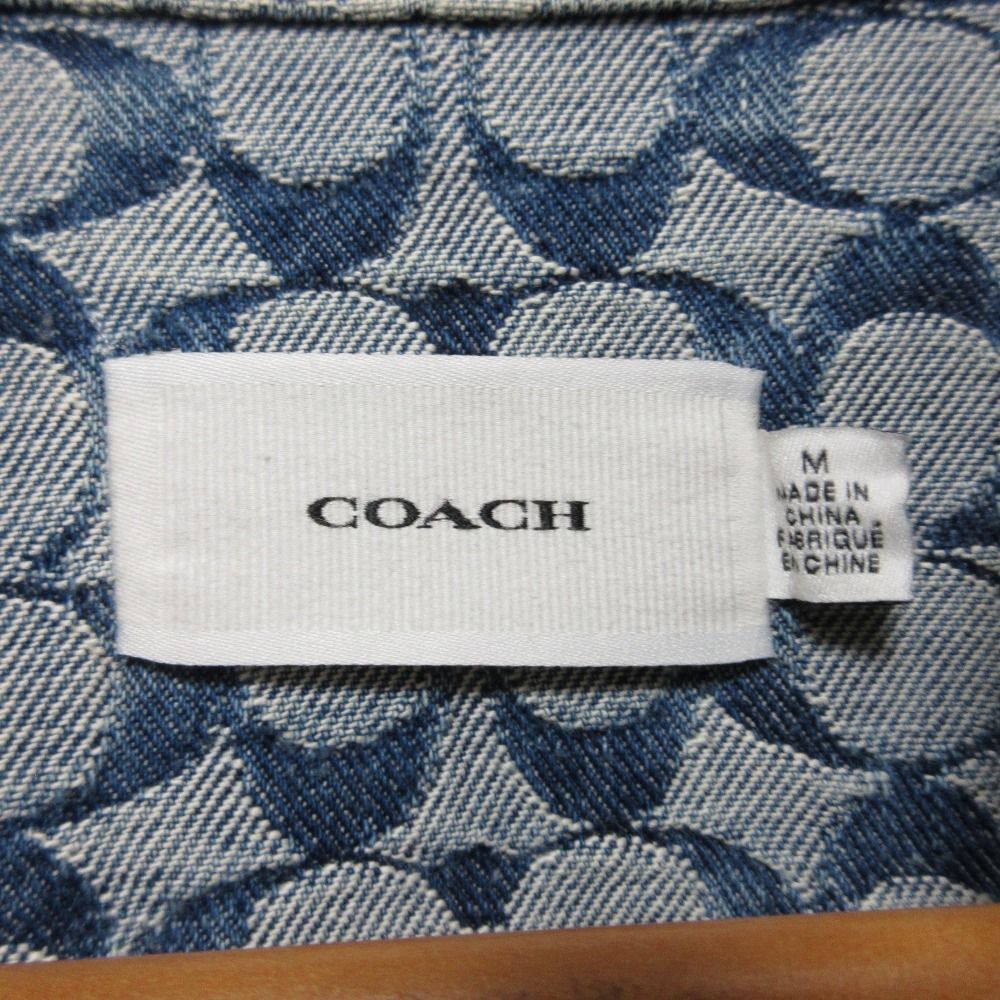 COACH
M
MADE IN
CHINA
FABRIQUÉ
EN CHINE